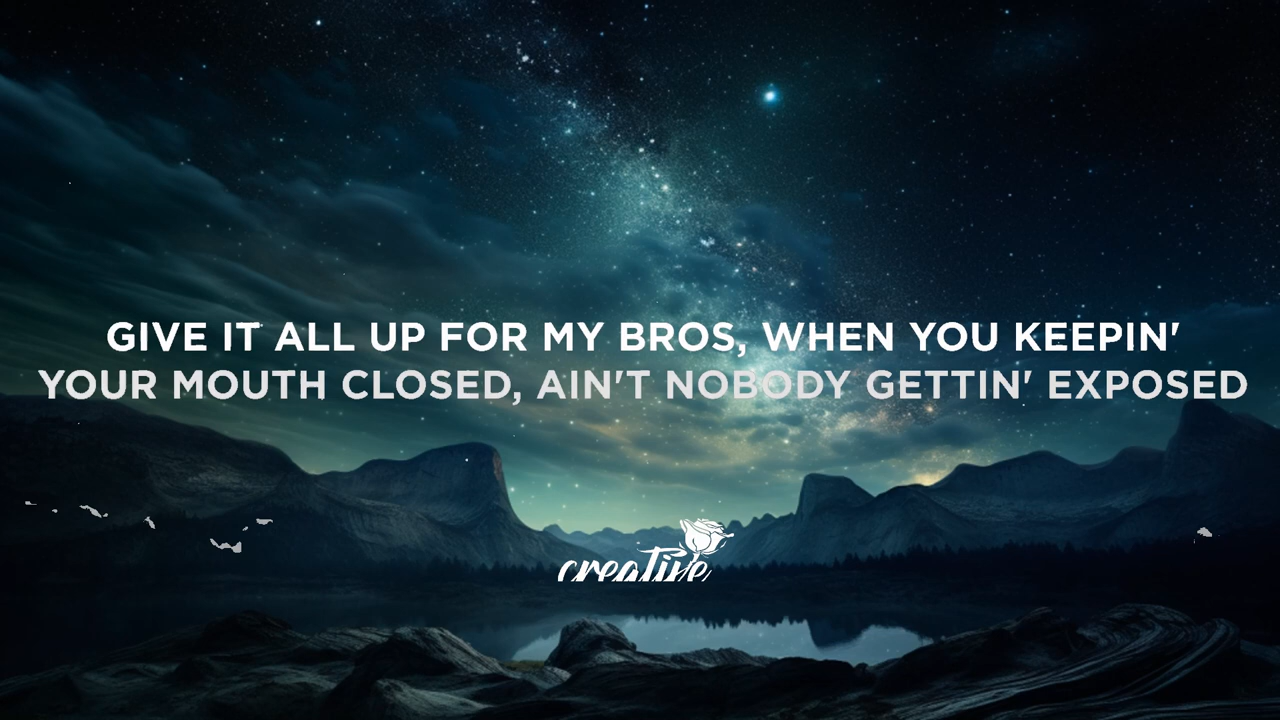 GIVE IT ALL UP FOR MY BROS, WHEN YOU KEEPIN'
YOUR MOUTH CLOSED, AIN'T NOBODY GETTIN' EXPOSED
creative